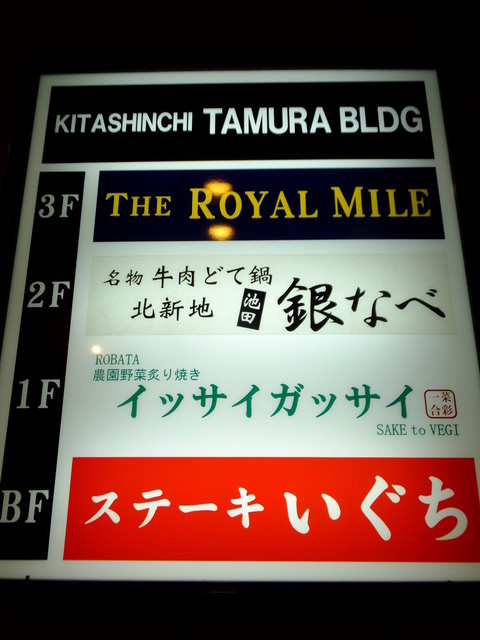 KITASHINCHI TAMURA BLDG
3F THE ROYAL MILE
2F 名物 牛肉どて鍋
北新地 池田 銀なべ
ROBATA
農園野菜炙り焼き
1F イッサイガッサイ 一菜合彩
SAKE to VEGI
BF ステーキ いぐち